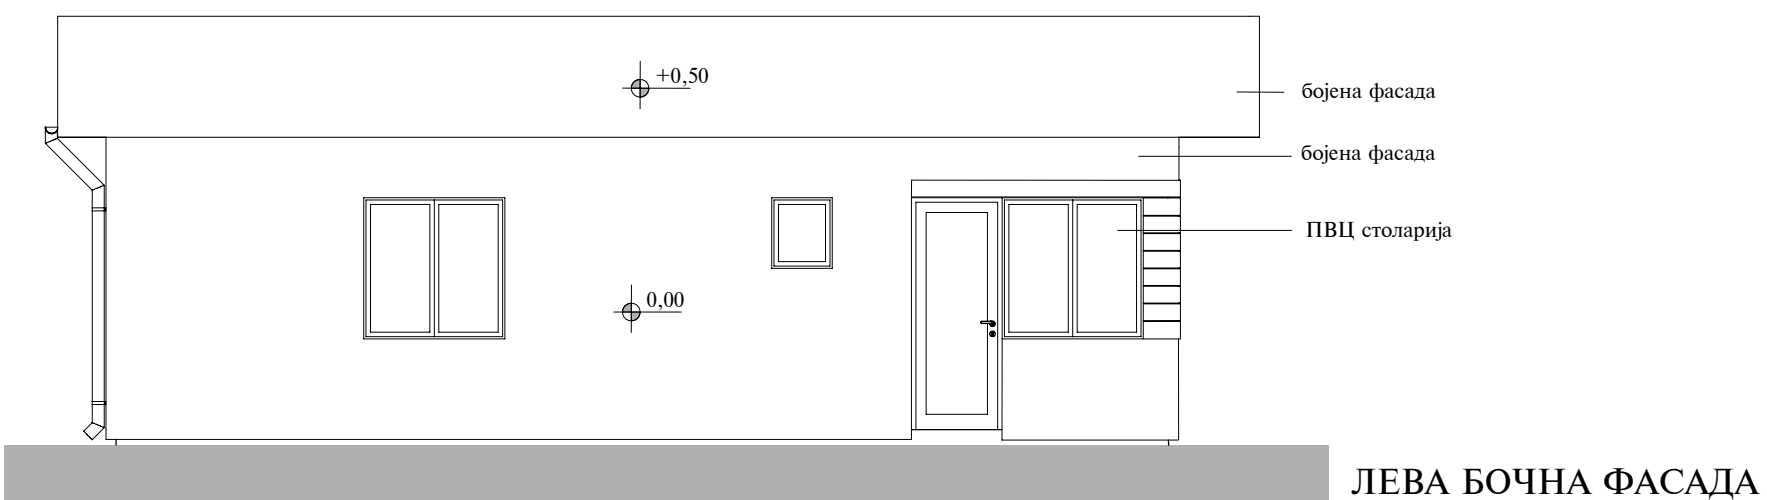 +0,50
бојена фасада
бојена фасада
ПВЦ столарија
0,00
ЛЕВА БОЧНА ФАСАДА